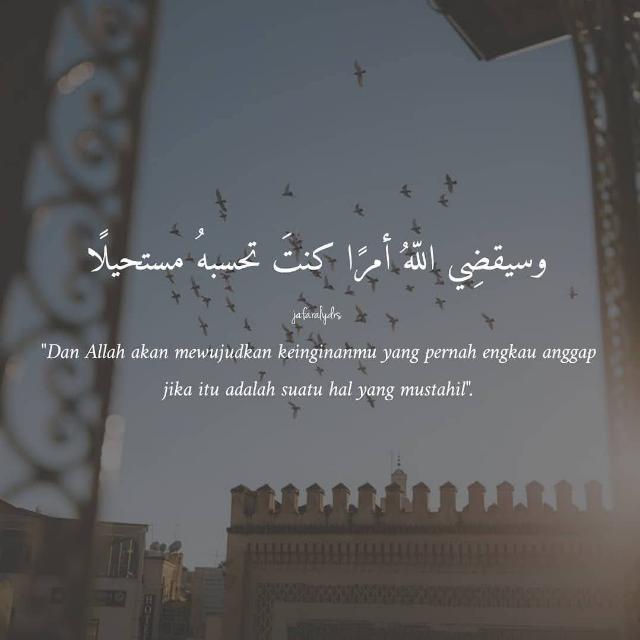 وسيقضِي اللّهُ أمرًا كنتَ تحسبهُ مستحيلًا
jafaralydrs
"Dan Allah akan mewujudkan keinginanmu yang pernah engkau anggap
jika itu adalah suatu hal yang mustahil".
HOTEL